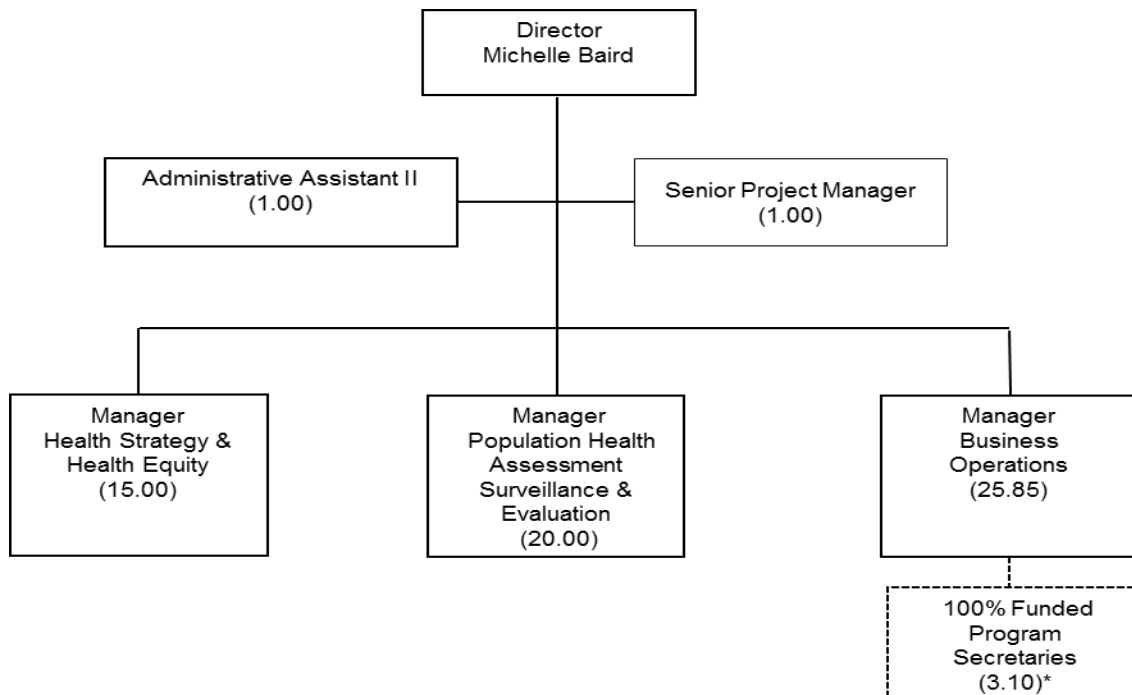 Director
Michelle Baird
Administrative Assistant II
(1.00)
Senior Project Manager
(1.00)
Manager
Health Strategy &
Health Equity
(15.00)
Manager
Population Health
Assessment
Surveillance &
Evaluation
(20.00)
Manager
Business
Operations
(25.85)
100% Funded
Program
Secretaries
(3.10)*